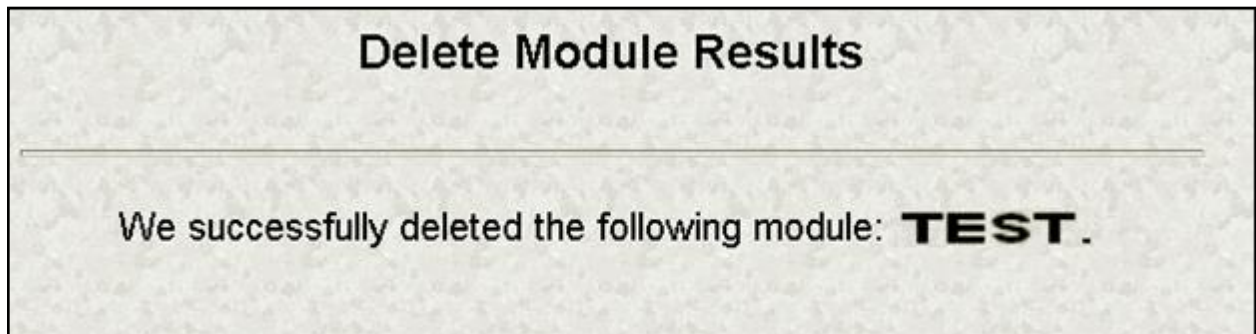 Delete Module Results
We successfully deleted the following module: TEST.